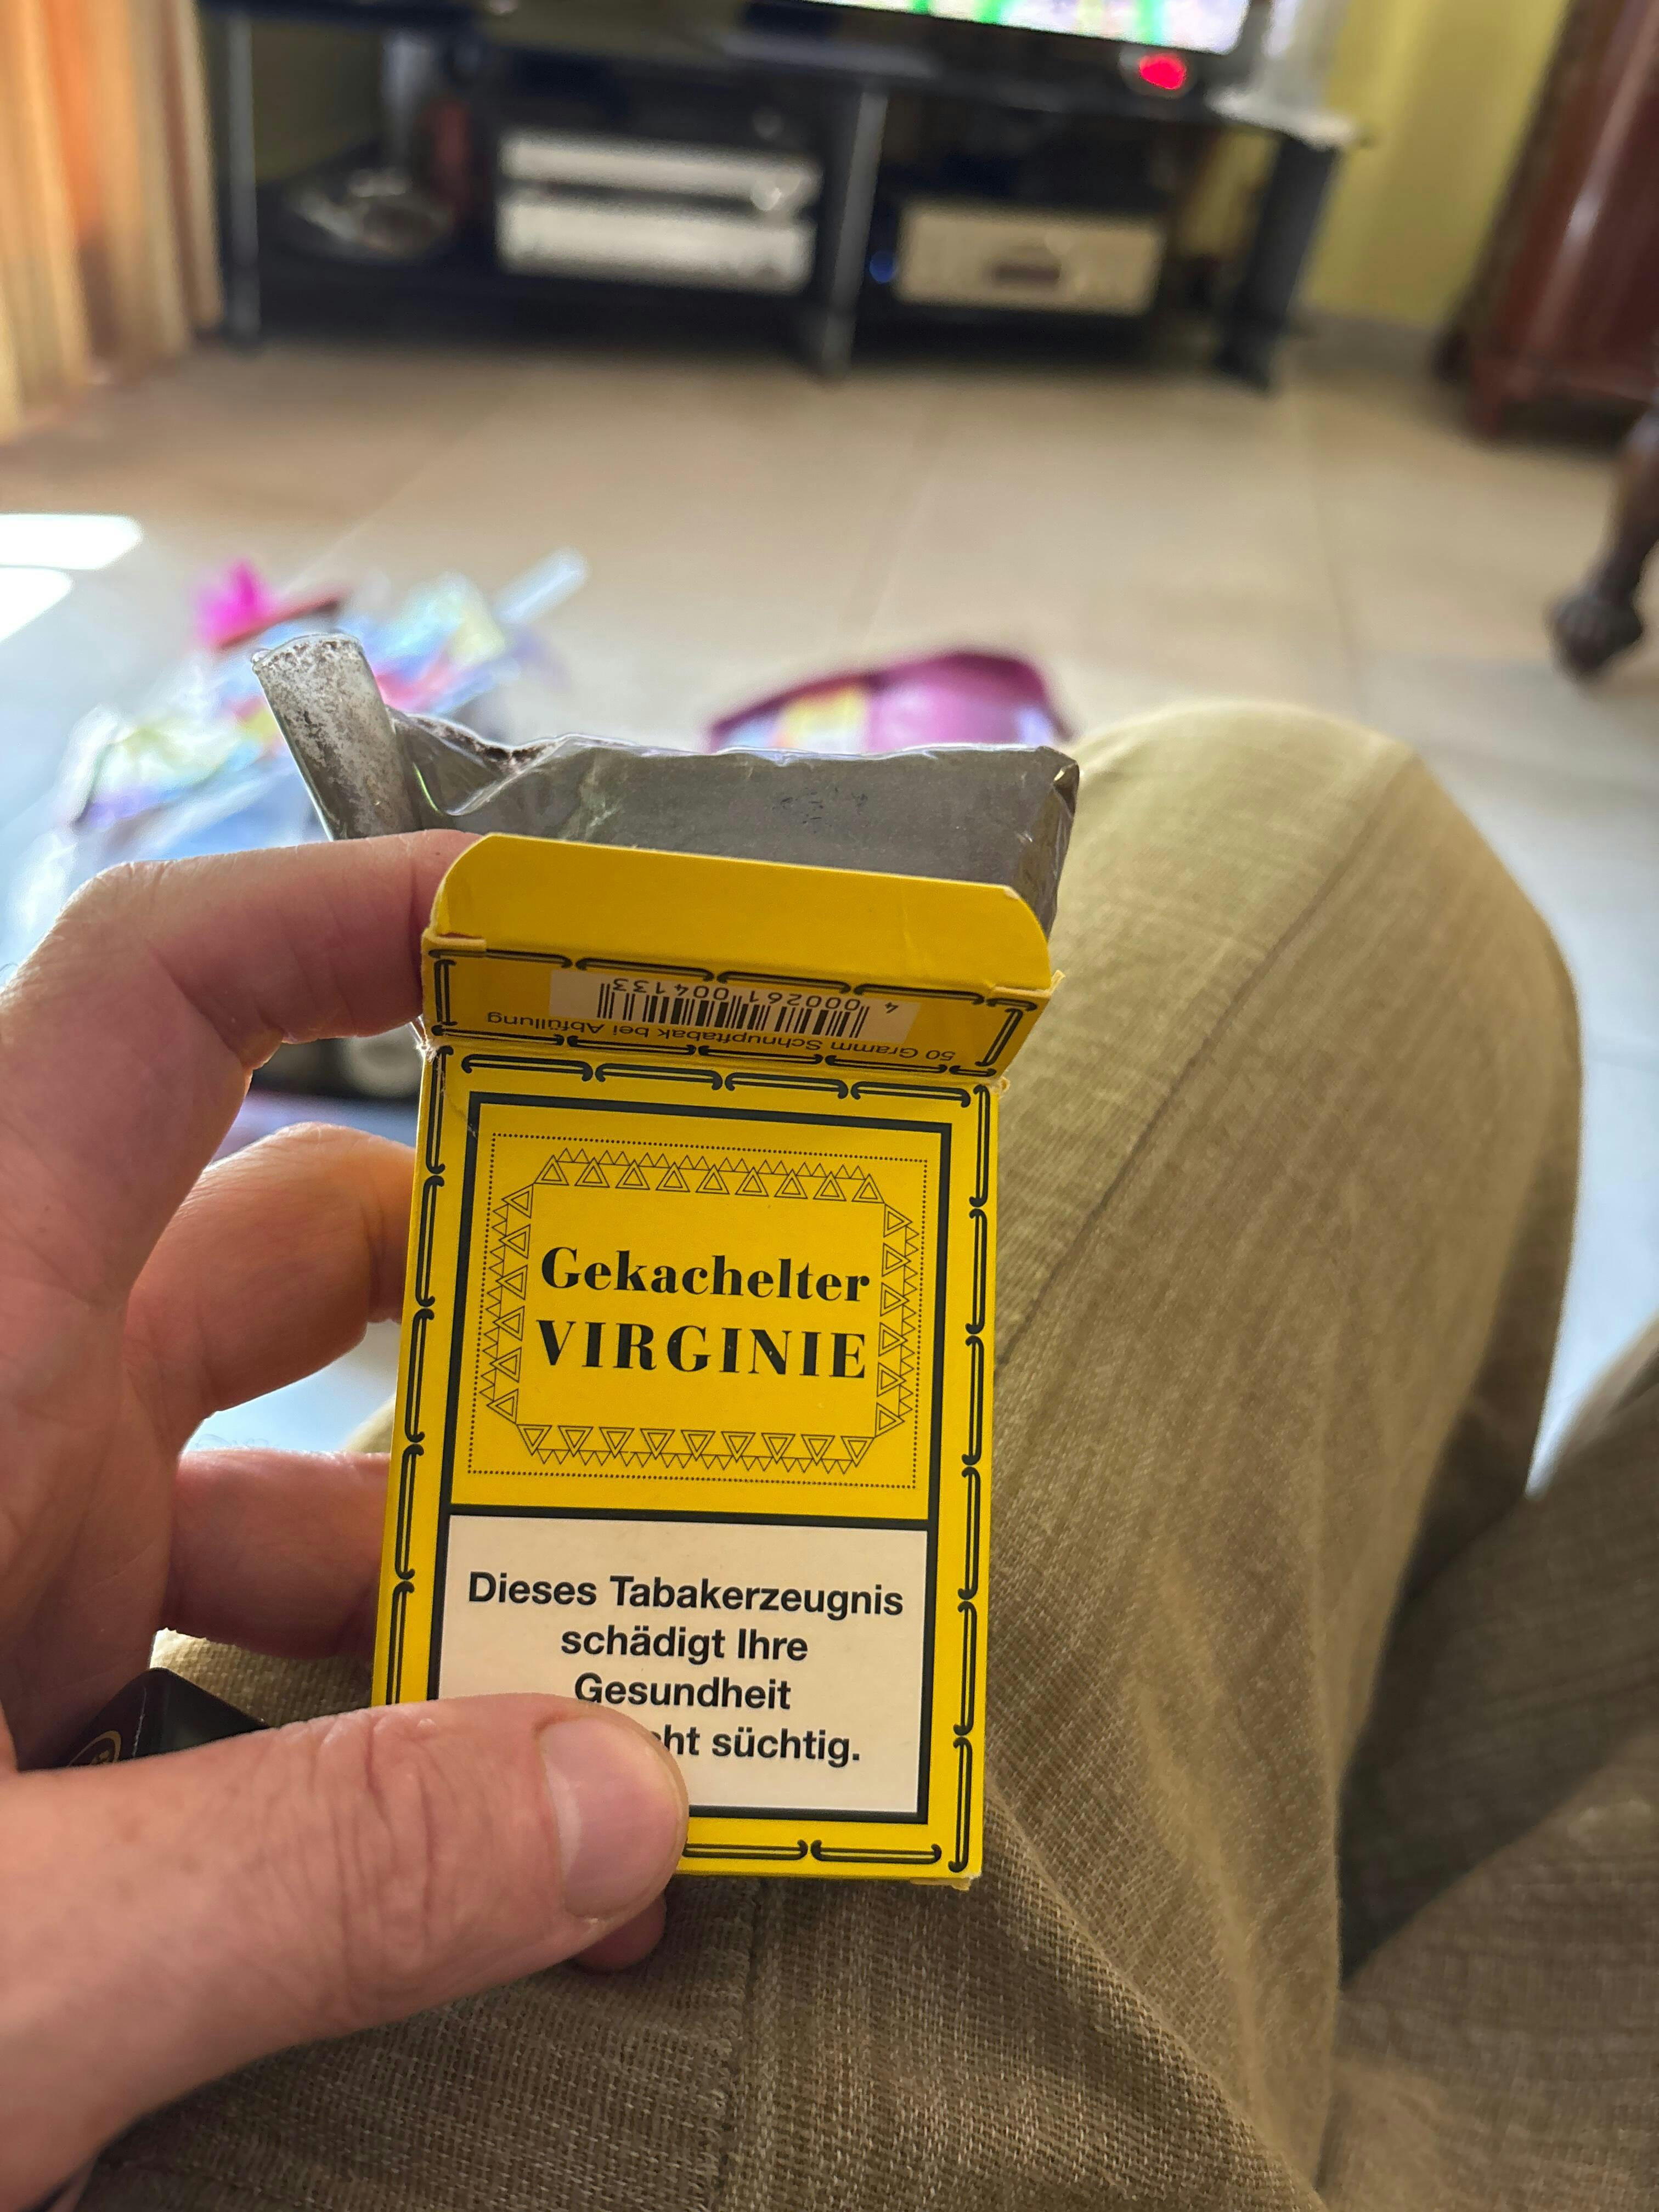 50 Gramm Schnupftabak bei Abfüllung
4 000261 004133
Gekachelter
VIRGINIE
Dieses Tabakerzeugnis
schädigt Ihre
Gesundheit
süchtig.